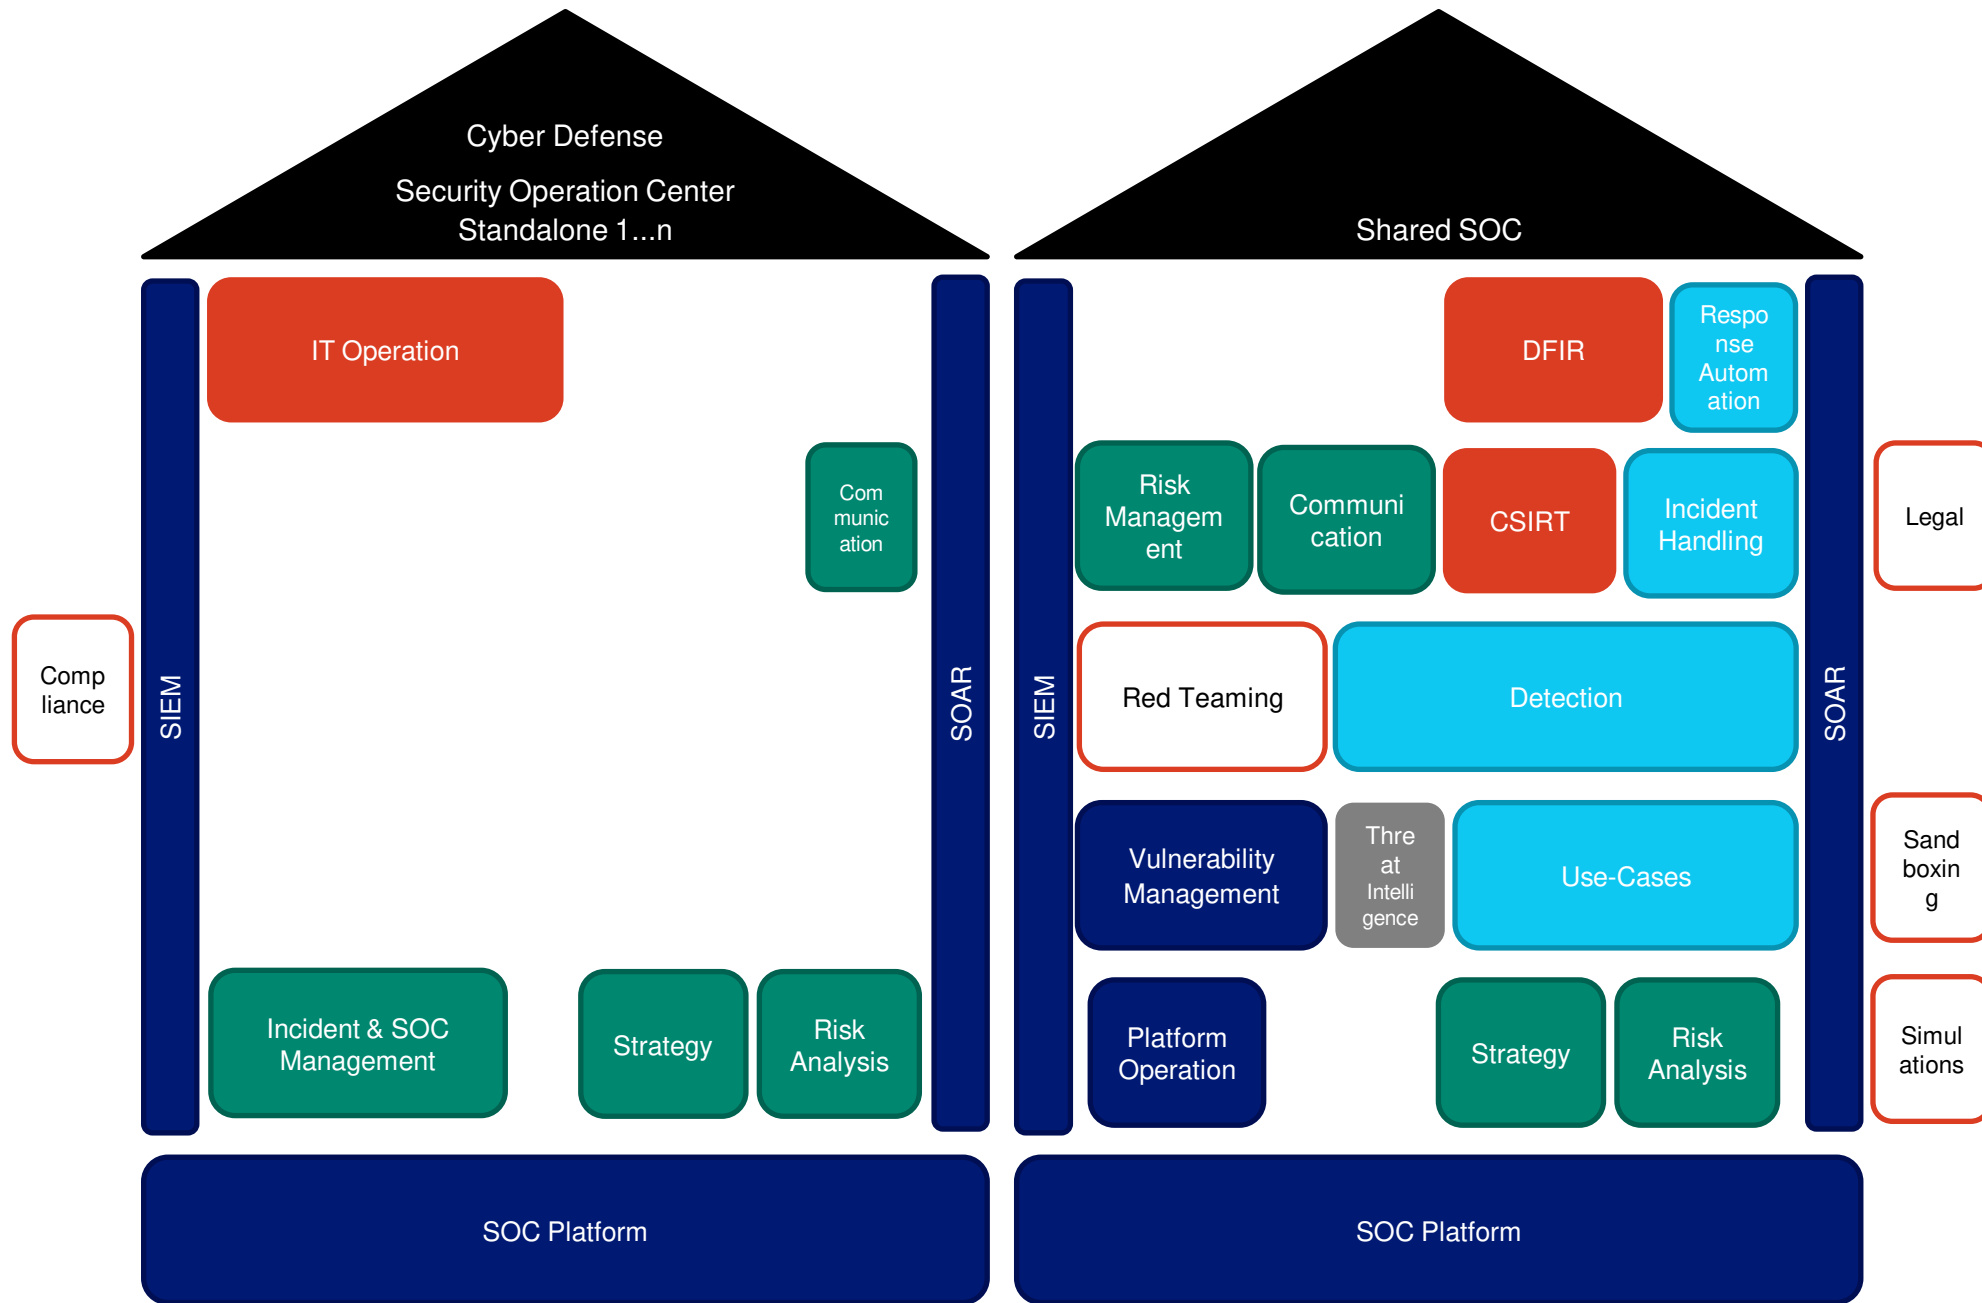 Cyber Defense
Security Operation Center
Standalone 1...n
Shared SOC
IT Operation
DFIR
Respo
nse
Autom
ation
Com
munic
ation
Risk
Managem
ent
Communi
cation
CSIRT
Incident
Handling
Legal
Comp
liance
SIEM
SOAR
SIEM
Red Teaming
Detection
SOAR
Vulnerability
Management
Thre
at
Intelli
gence
Use-Cases
Sand
boxin
g
Incident & SOC
Management
Strategy
Risk
Analysis
Platform
Operation
Strategy
Risk
Analysis
Simul
ations
SOC Platform
SOC Platform